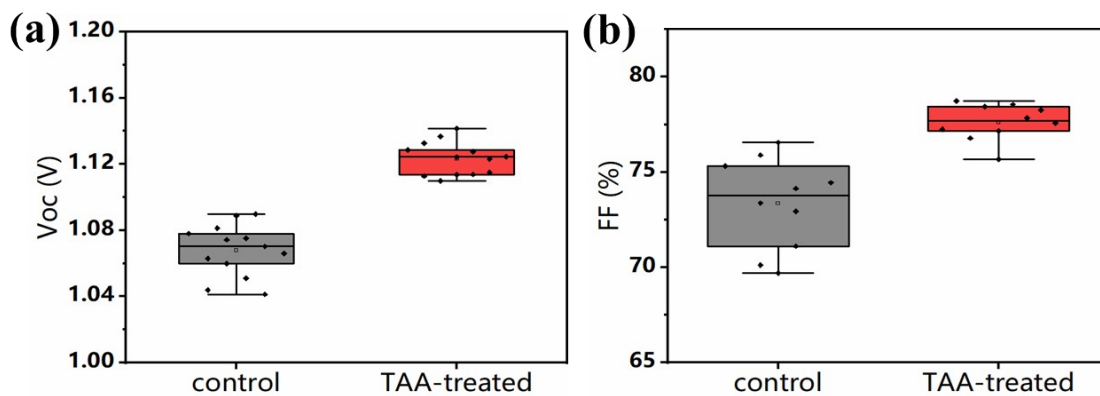 (a)
Voc (V)
1.20
1.16
1.12
1.08
1.04
1.00
control TAA-treated
(b)
FF (%)
80
75
70
65
control TAA-treated